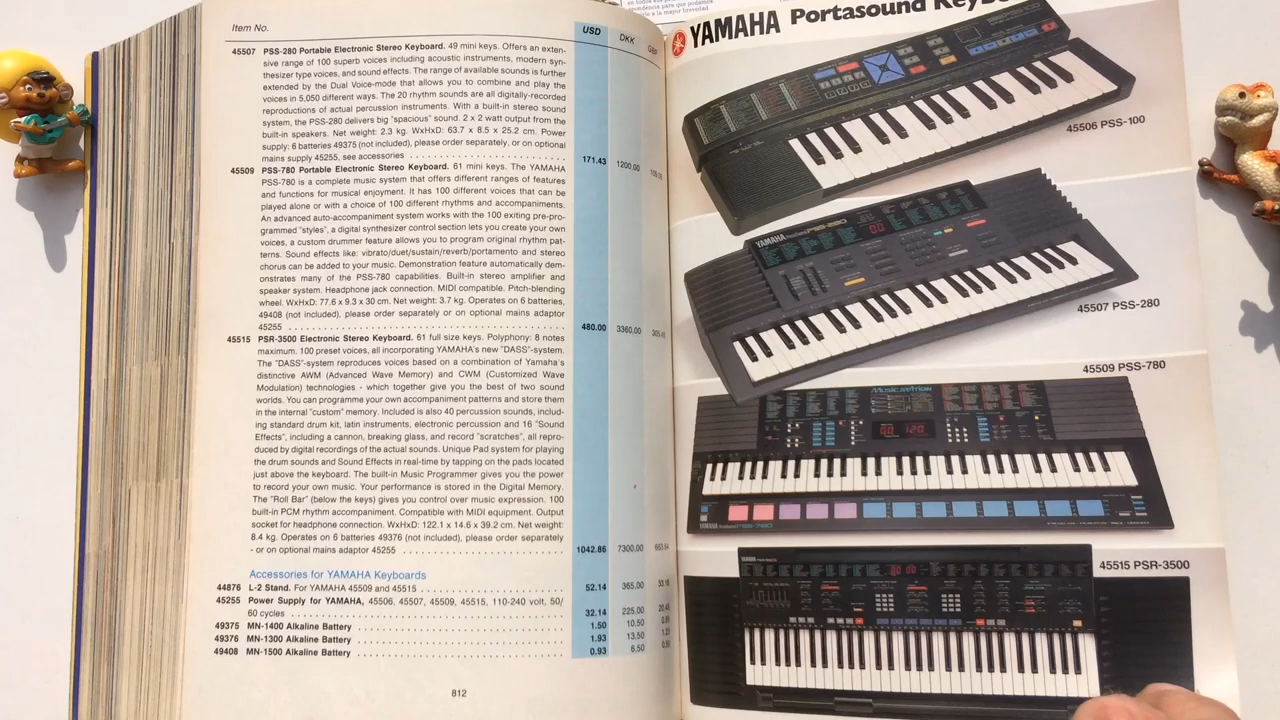 en todos sus p
pondencia para que podamos
rle a la mayor brevedad.
Item No.
USD
DKK
GBP
45507 PSS-280 Portable Electronic Stereo Keyboard. 49 mini keys. Offers an exten-
sive range of 100 superb voices including acoustic instruments, modern syn-
thesizer type voices, and sound effects. The range of available sounds is further
extended by the Dual Voice-mode that allows you to combine and play the
voices in 5,050 different ways. The 20 rhythm sounds are all digitally-recorded
reproductions of actual percussion instruments. With a built-in stereo sound
system, the PSS-280 delivers big "spacious" sound. 2 x 2 watt output from the
built-in speakers. Net weight: 2.3 kg. WxHxD: 63.7 x 8.5 x 25.2 cm. Power
supply: 6 batteries 49375 (not included), please order separately, or on optional
mains supply 45255, see accessories . . . . . . . . . . . . . . . . . . . . . . . . . . . . 171.43 1200,00
45509 PSS-780 Portable Electronic Stereo Keyboard. 61 mini keys. The YAMAHA
PSS-780 is a complete music system that offers different ranges of features
and functions for musical enjoyment. It has 100 different voices that can be
played alone or with a choice of 100 different rhythms and accompaniments.
An advanced auto-accompaniment system works with the 100 exiting pre-pro-
grammed "styles", a digital synthesizer control section lets you create your own
voices, a custom drummer feature allows you to program original rhythm pat-
terns. Sound effects like: vibrato/duet/sustain/reverb/portamento and stereo
chorus can be added to your music. Demonstration feature automatically dem-
onstrates many of the PSS-780 capabilities. Built-in stereo amplifier and
speaker system. Headphone jack connection. MIDI compatible. Pitch-blending
wheel. WxHxD: 77.6 x 9.3 x 30 cm. Net weight: 3.7 kg. Operates on 6 batteries,
49408 (not included), please order separately or on optional mains adaptor
45255 . . . . . . . . . . . . . . . . . . . . . . . . . . . . . . . . . . . . . . . . 480.00 3360,00
45515 PSR-3500 Electronic Stereo Keyboard. 61 full size keys. Polyphony: 8 notes
maximum. 100 preset voices, all incorporating YAMAHA's new "DASS"-system.
The "DASS"-system reproduces voices based on a combination of Yamaha's
distinctive AWM (Advanced Wave Memory) and CWM (Customized Wave
Modulation) technologies - which together give you the best of two sound
worlds. You can programme your own accompaniment patterns and store them
in the internal "custom" memory. Included is also 40 percussion sounds, includ-
ing standard drum kit, latin instruments, electronic percussion and 16 "Sound
Effects", including a cannon, breaking glass, and record "scratches", all repro-
duced by digital recordings of the actual sounds. Unique Pad system for playing
the drum sounds and Sound Effects in real-time by tapping on the pads located
just above the keyboard. The built-in Music Programmer gives you the power
to record your own music. Your performance is stored in the Digital Memory.
The "Roll Bar" (below the keys) gives you control over music expression. 100
built-in PCM rhythm accompaniment. Compatible with MIDI equipment. Output
socket for headphone connection. WxHxD: 122.1 x 14.6 x 39.2 cm. Net weight:
8.4 kg. Operates on 6 batteries 49376 (not included), please order separately
- or on optional mains adaptor 45255 . . . . . . . . . . . . . . . . . . . . . . . . 1042.86 7300,00
Accessories for YAMAHA Keyboards
44876 L-2 Stand. For YAMAHA 45509 and 45515 . . . . . . . . . . . . . . . . . . . . 52.14 365,00
45255 Power Supply for YAMAHA, 45506, 45507, 45509, 45515, 110-240 volt, 50/
60 cycles . . . . . . . . . . . . . . . . . . . . . . . . . . . . . . . . . . . . 32.14 225,00
49375 MN-1400 Alkaline Battery . . . . . . . . . . . . . . . . . . . . . . . . 1.50 10,50
49376 MN-1300 Alkaline Battery . . . . . . . . . . . . . . . . . . . . . . . . 1.93 13,50
49408 MN-1500 Alkaline Battery . . . . . . . . . . . . . . . . . . . . . . . . 0.93 6,50
812
YAMAHA Portasound Keybo
45506 PSS-100
YAMAHA PSS-280
45507 PSS-280
45509 PSS-780
Music Station
00 120
YAMAHA PSS-780
45515 PSR-3500
YAMAHA